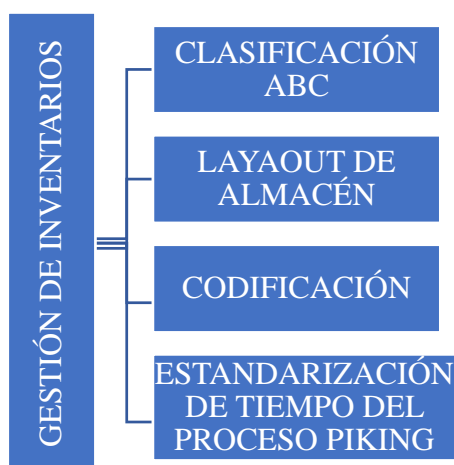 GESTIÓN DE INVENTARIOS
CLASIFICACIÓN
ABC
LAYAOUT DE
ALMACÉN
CODIFICACIÓN
ESTANDARIZACIÓN
DE TIEMPO DEL
PROCESO PIKING